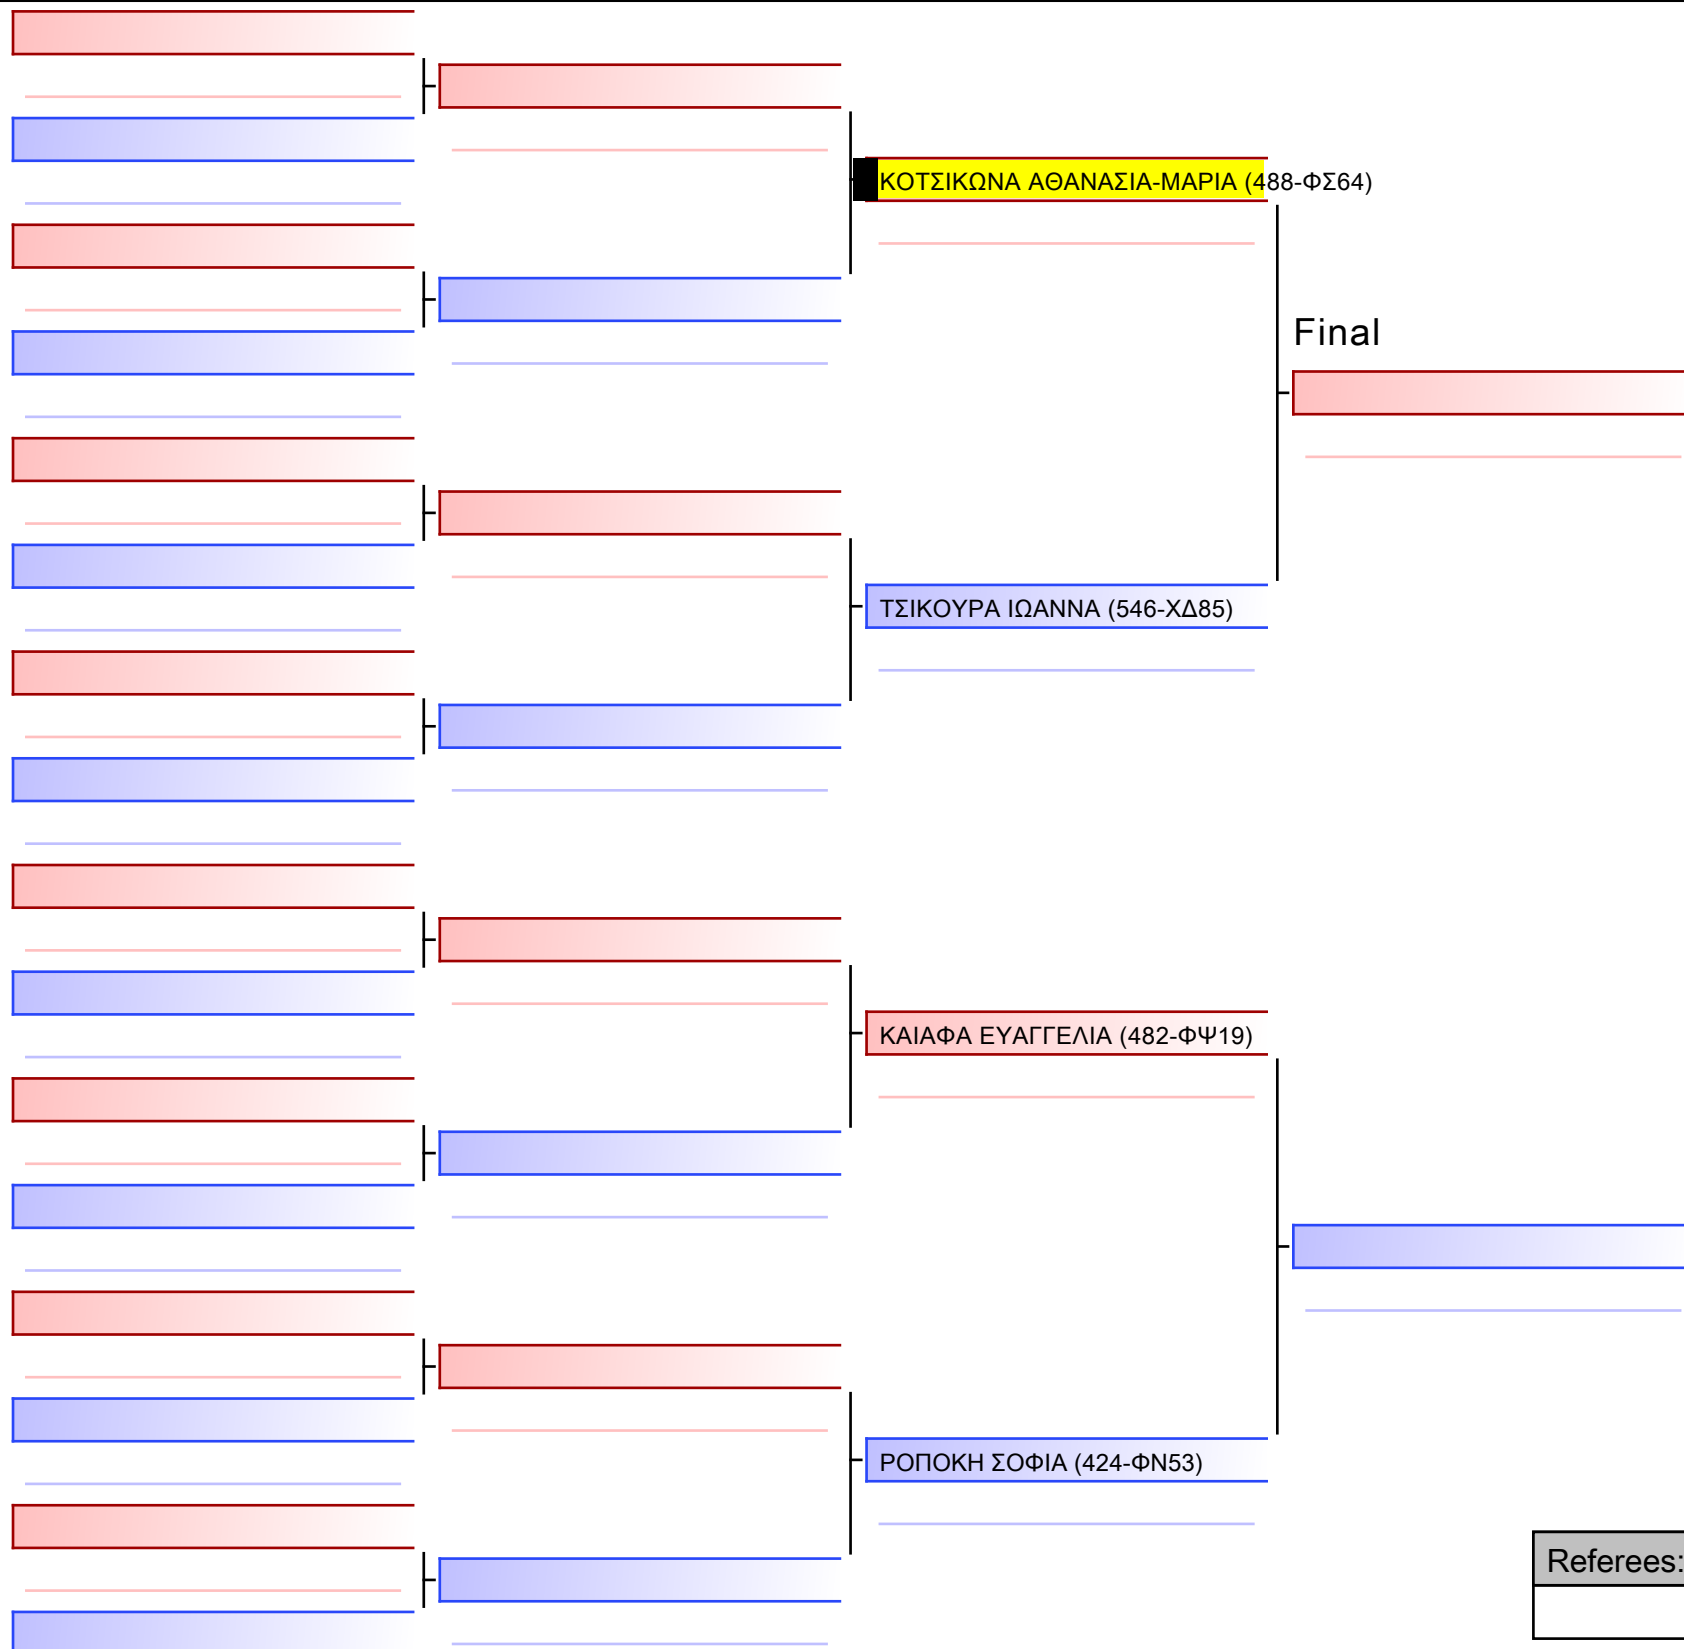 ΚΟΤΣΙΚΩΝΑ ΑΘΑΝΑΣΙΑ-ΜΑΡΙΑ (488-ΦΣ64)
Final
ΤΣΙΚΟΥΡΑ ΙΩΑΝΝΑ (546-ΧΔ85)
ΚΑΙΑΦΑ ΕΥΑΓΓΕΛΙΑ (482-ΦΨ19)
ΡΟΠΟΚΗ ΣΟΦΙΑ (424-ΦΝ53)
Referees: